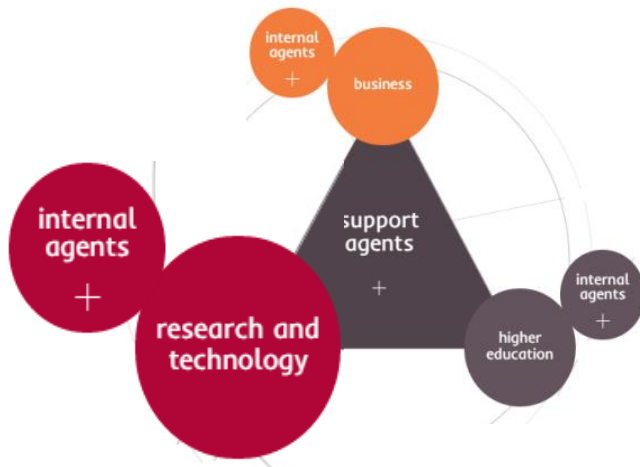 internal
agents
+
business
internal
agents
+
support
agents
+
internal
agents
+
research and
technology
higher
education